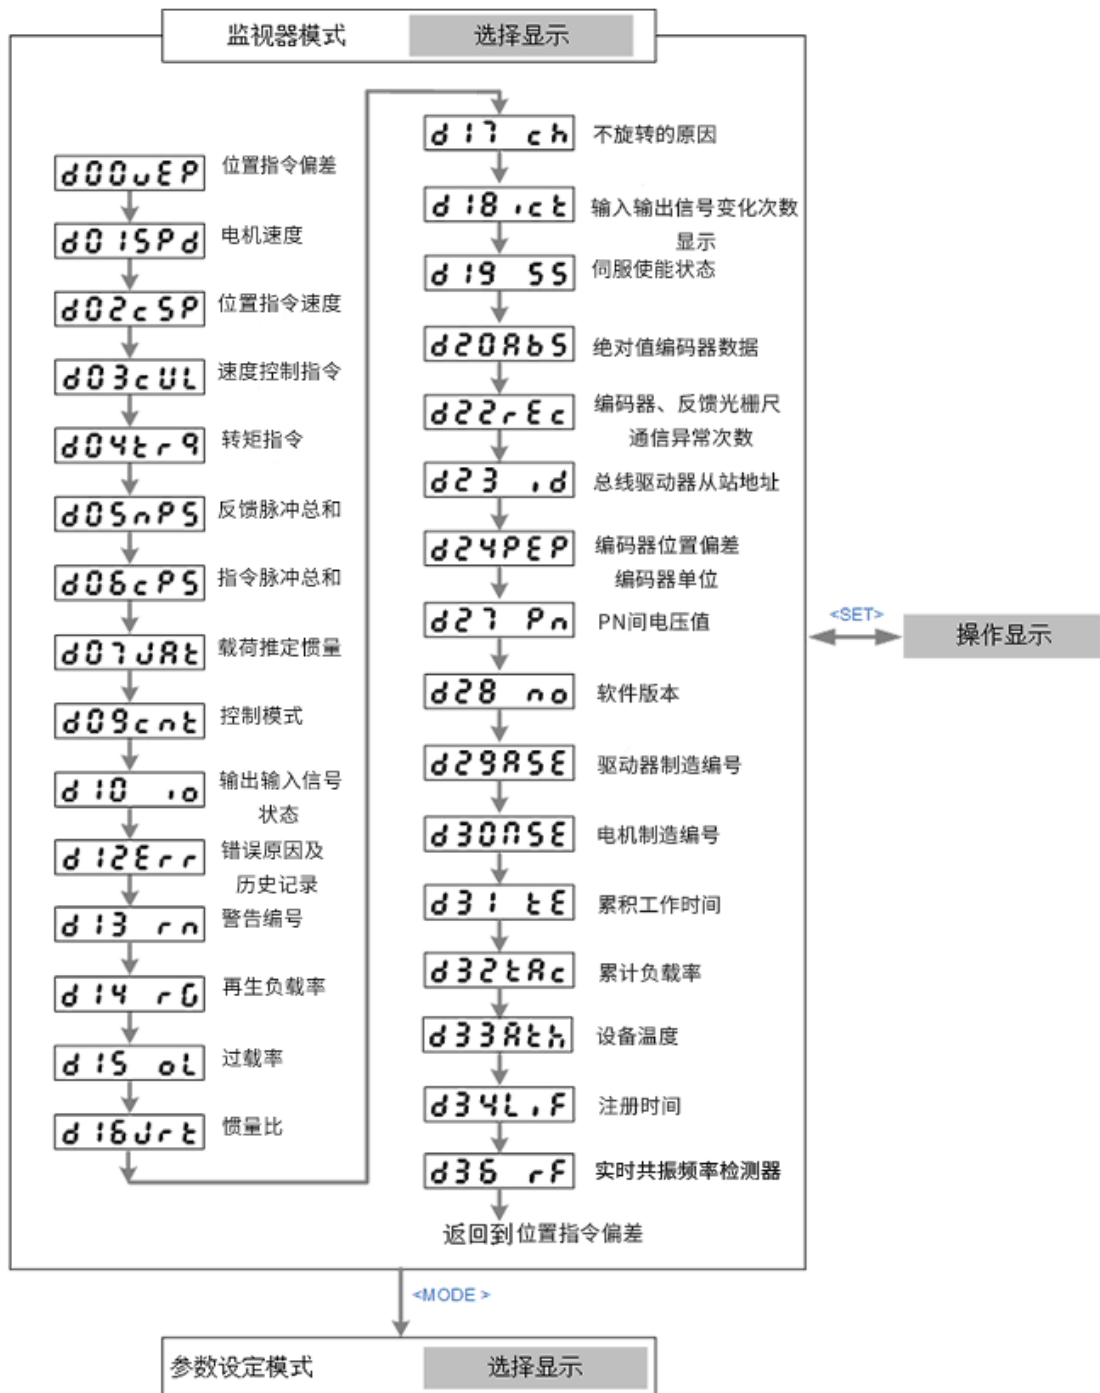 监视器模式 选择显示
d00uEP 位置指令偏差
d01SPd 电机速度
d02cSP 位置指令速度
d03cUL 速度控制指令
d04trq 转矩指令
d05nPS 反馈脉冲总和
d06cPS 指令脉冲总和
d07JAt 载荷推定惯量
d09cnt 控制模式
d10 io 输出输入信号
状态
d12Err 错误原因及
历史记录
d13 rn 警告编号
d14 rG 再生负载率
d15 oL 过载率
d16Jrt 惯量比
d17 ch 不旋转的原因
d18 ict 输入输出信号变化次数
显示
d19 SS 伺服使能状态
d20AbS 绝对值编码器数据
d22rEc 编码器、反馈光栅尺
通信异常次数
d23 id 总线驱动器从站地址
d24PEP 编码器位置偏差
编码器单位
d27 Pn PN间电压值
d28 no 软件版本
d29ASE 驱动器制造编号
d30MSE 电机制造编号
d31 tE 累积工作时间
d32tAc 累计负载率
d33Ath 设备温度
d34LiF 注册时间
d36 rF 实时共振频率检测器
返回到位置指令偏差
<SET>
操作显示
<MODE >
参数设定模式 选择显示